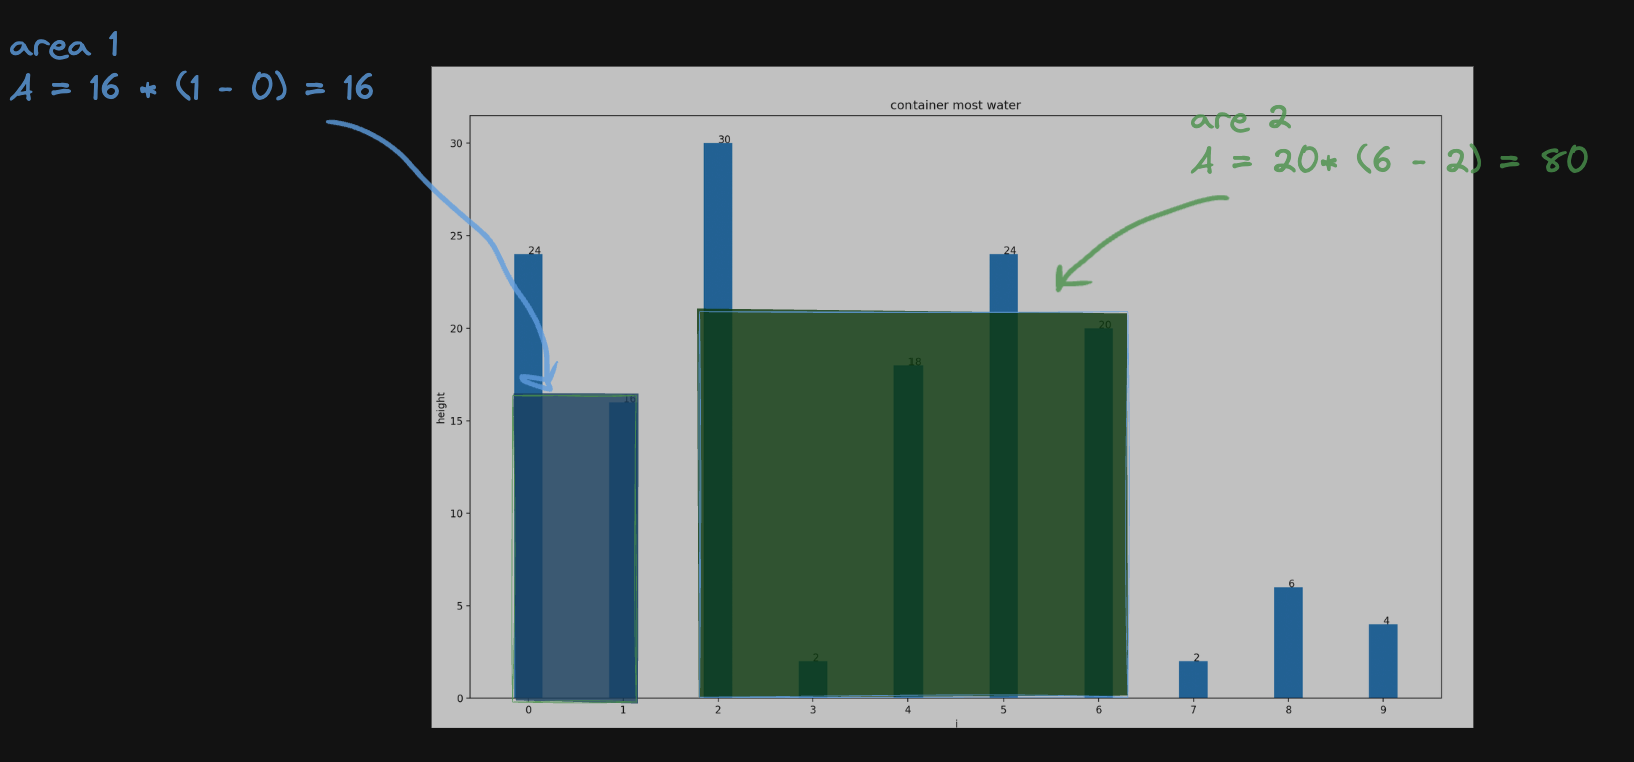 area 1
A = 16 * (1 - 0) = 16
container most water
are 2
A = 20* (6 - 2) = 80
30
25
20
15
10
5
0
height
24
16
30
2
18
24
20
2
6
4
0 1 2 3 4 5 6 7 8 9
i